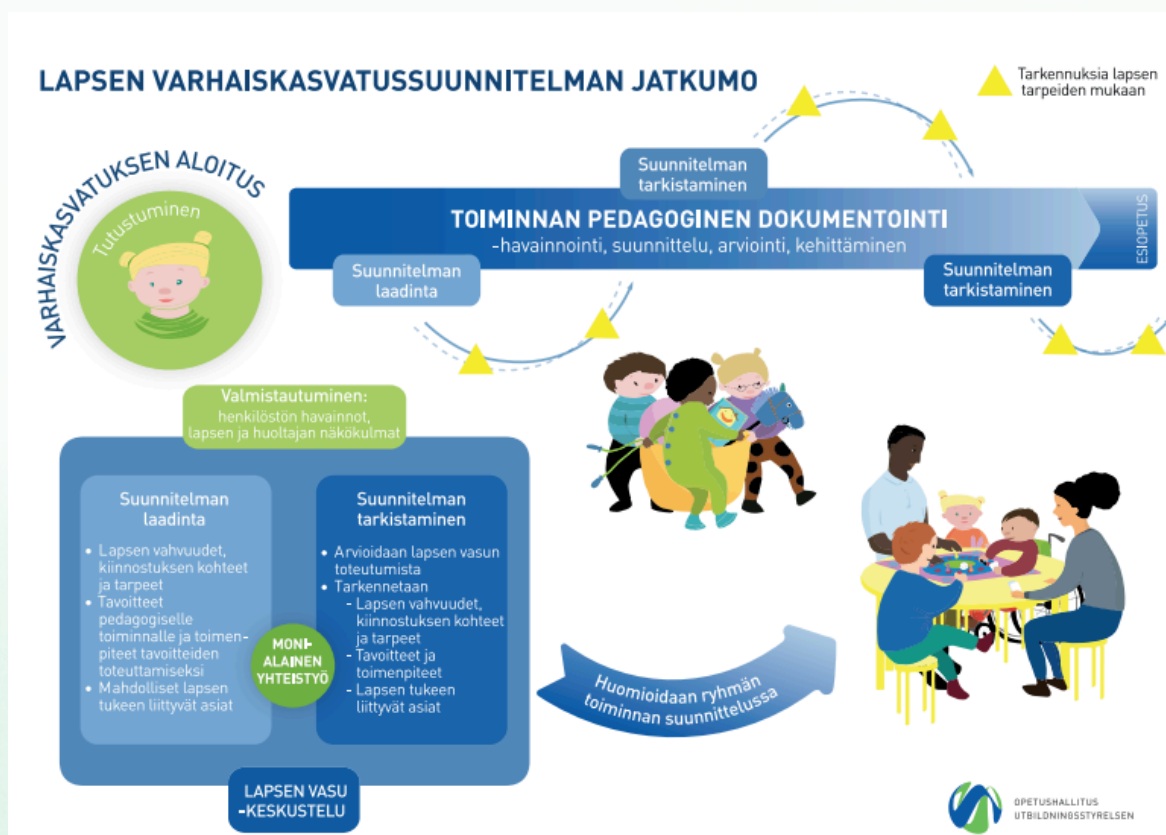 LAPSEN VARHAISKASVATUSSUUNNITELMAN JATKUMO
Tarkennuksia lapsen
tarpeiden mukaan
VARHAISKASVATUKSEN ALOITUS
Tutustuminen
Suunnitelman
tarkistaminen
TOIMINNAN PEDAGOGINEN DOKUMENTOINTI
-havainnointi, suunnittelu, arviointi, kehittäminen
ESIOPETUS
Suunnitelman
laadinta
Suunnitelman
tarkistaminen
Valmistautuminen:
henkilöstön havainnot,
lapsen ja huoltajan näkökulmat
Suunnitelman
laadinta
• Lapsen vahvuudet,
kiinnostuksen kohteet
ja tarpeet
• Tavoitteet
pedagogiselle
toiminnalle ja toimen-
piteet tavoitteiden
toteuttamiseksi
• Mahdolliset lapsen
tukeen liittyvät asiat
MONI-
ALAINEN
YHTEISTYÖ
Suunnitelman
tarkistaminen
• Arvioidaan lapsen vasun
toteutumista
• Tarkennetaan
- Lapsen vahvuudet,
kiinnostuksen kohteet
ja tarpeet
- Tavoitteet ja
toimenpiteet
- Lapsen tukeen
liittyvät asiat
LAPSEN VASU
-KESKUSTELU
Huomioidaan ryhmän
toiminnan suunnittelussa
OPETUSHALLITUS
UTBILDNINGSSTYRELSEN